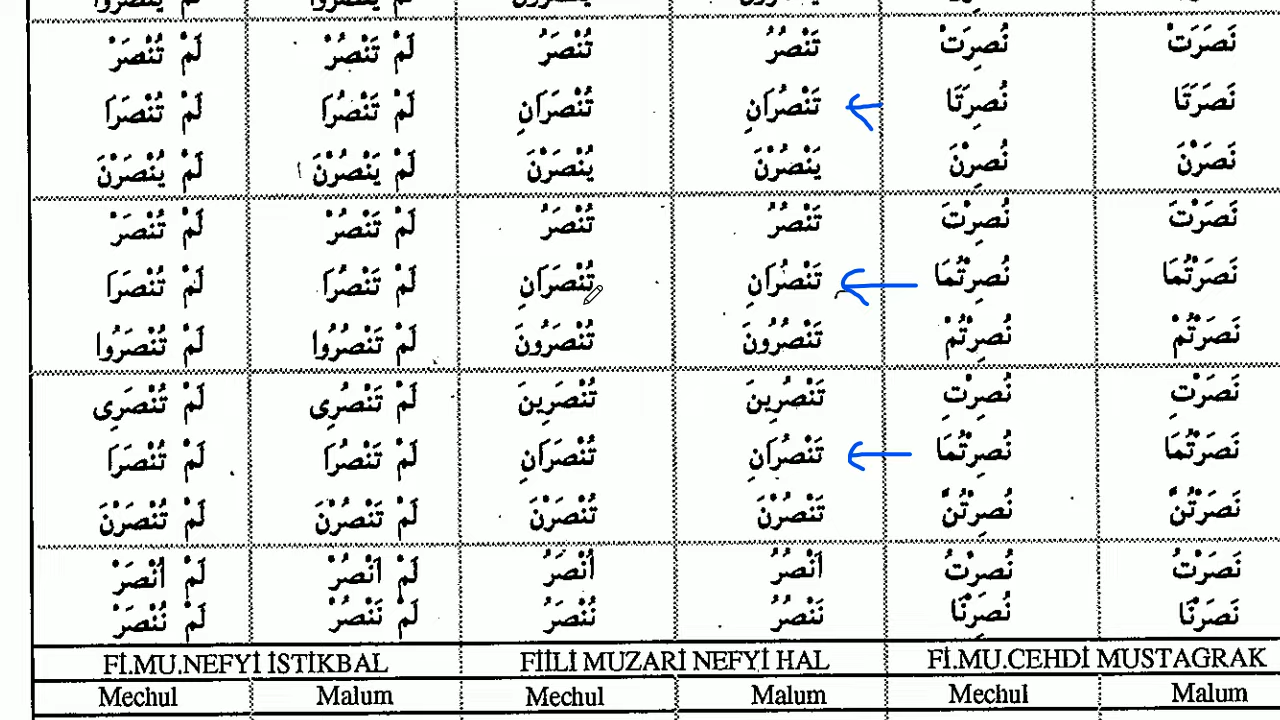 نَصَرَتْ نُصِرَتْ تَنْصُرُ تُنْصَرُ لَمْ تَنْصُرْ لَمْ تُنْصَرْ
نَصَرَتَا نُصِرَتَا تَنْصُرَانِ تُنْصَرَانِ لَمْ تَنْصُرَا لَمْ تُنْصَرَا
نَصَرْنَ نُصِرْنَ يَنْصُرْنَ يُنْصَرْنَ لَمْ يَنْصُرْنَ لَمْ يُنْصَرْنَ
نَصَرْتَ نُصِرْتَ تَنْصُرُ تُنْصَرُ لَمْ تَنْصُرْ لَمْ تُنْصَرْ
نَصَرْتُمَا نُصِرْتُمَا تَنْصُرَانِ تُنْصَرَانِ لَمْ تَنْصُرَا لَمْ تُنْصَرَا
نَصَرْتُمْ نُصِرْتُمْ تَنْصُرُونَ تُنْصَرُونَ لَمْ تَنْصُرُوا لَمْ تُنْصَرُوا
نَصَرْتِ نُصِرْتِ تَنْصُرِينَ تُنْصَرِينَ لَمْ تَنْصُرِى لَمْ تُنْصَرِى
نَصَرْتُمَا نُصِرْتُمَا تَنْصُرَانِ تُنْصَرَانِ لَمْ تَنْصُرَا لَمْ تُنْصَرَا
نَصَرْتُنَّ نُصِرْتُنَّ تَنْصُرْنَ تُنْصَرْنَ لَمْ تَنْصُرْنَ لَمْ تُنْصَرْنَ
نَصَرْتُ نُصِرْتُ اَنْصُرُ اُنْصَرُ لَمْ اَنْصُرْ لَمْ اُنْصَرْ
نَصَرْنَا نُصِرْنَا نَنْصُرُ نُنْصَرُ لَمْ نَنْصُرْ لَمْ نُنْصَرْ
Fİ.MU.NEFYİ İSTİKBAL FİİLİ MUZARİ NEFYİ HAL Fİ.MU.CEHDİ MUSTAGRAK
Mechul Malum Mechul Malum Mechul Malum